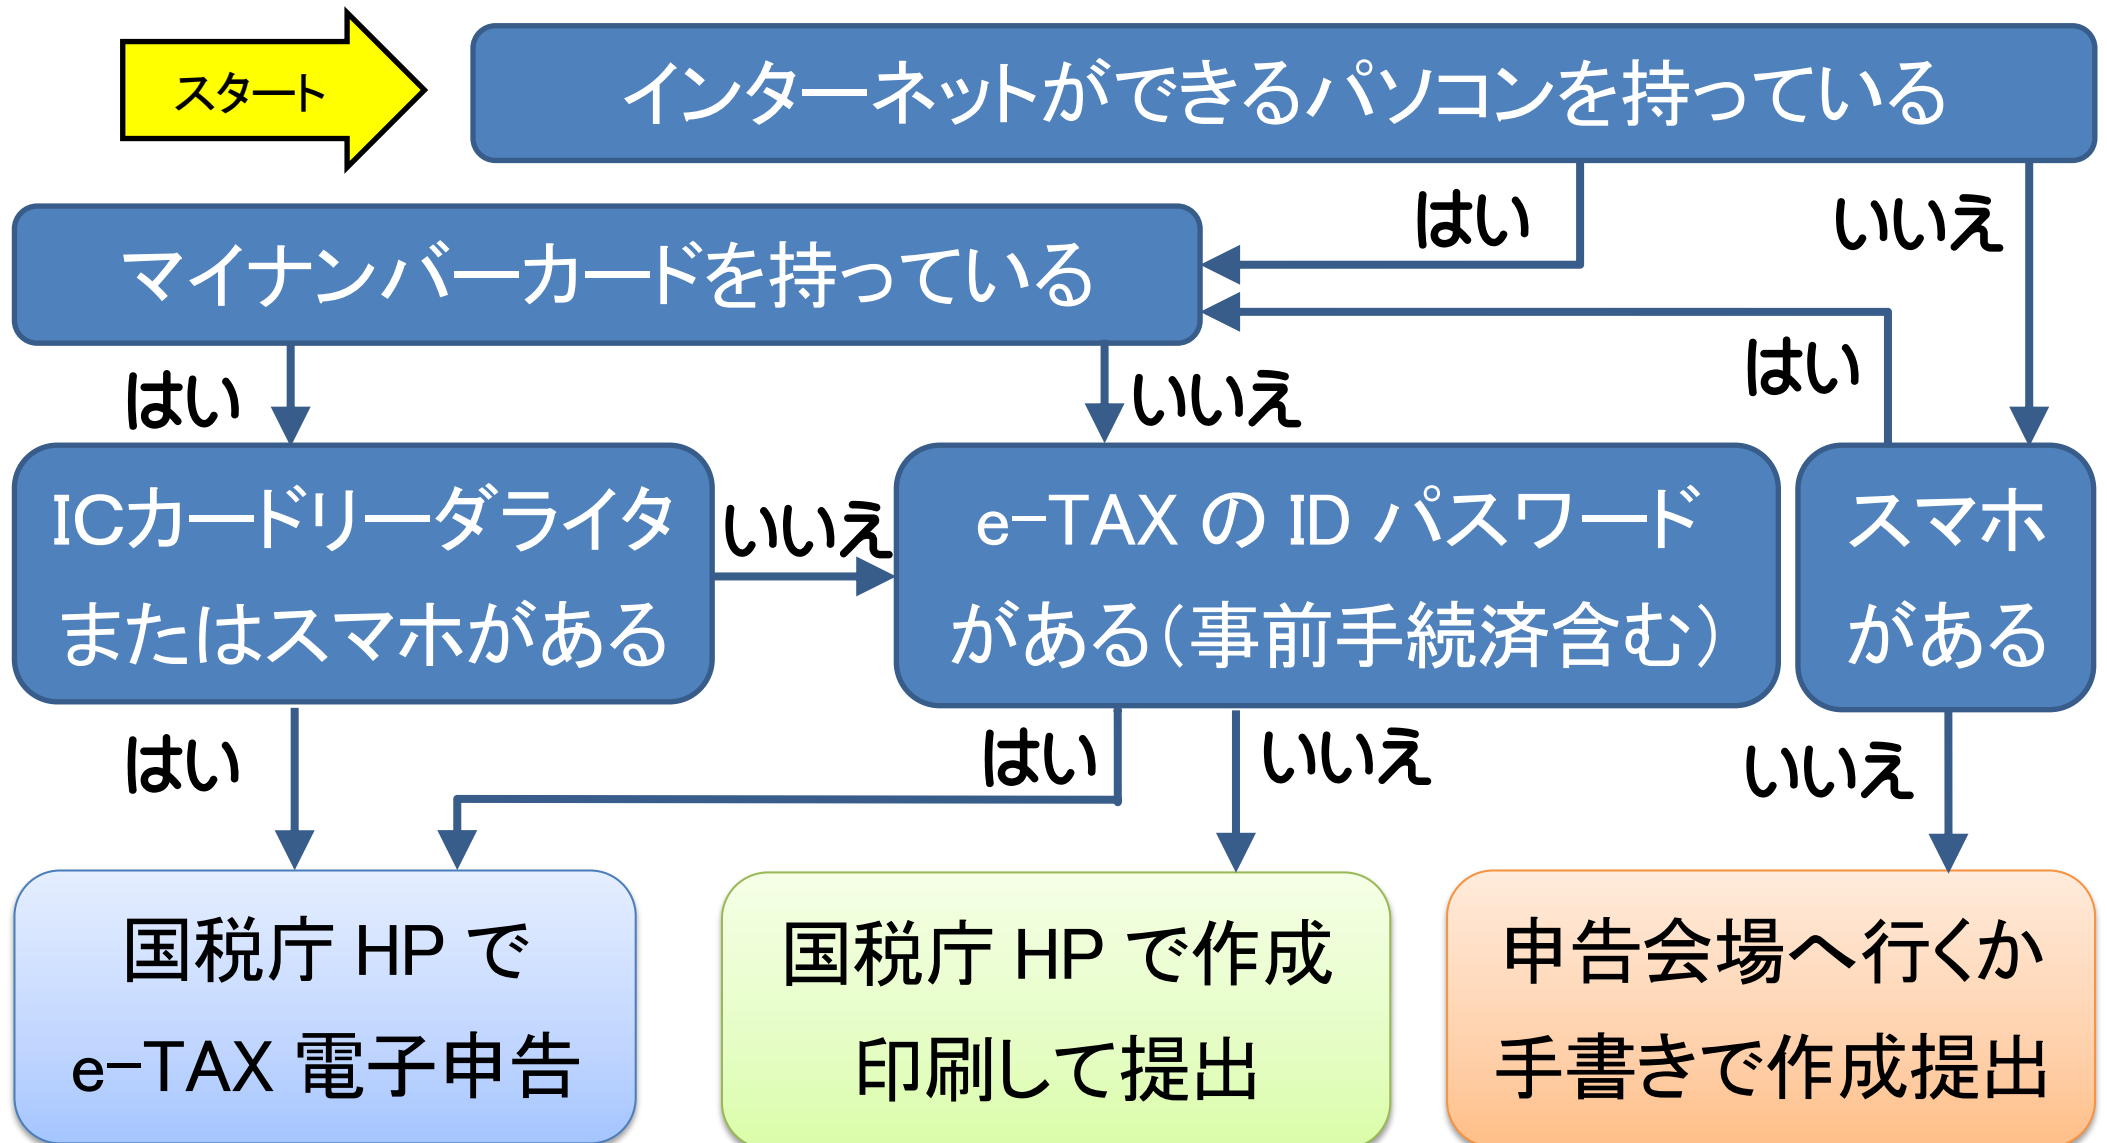 スタート
インターネットができるパソコンを持っている
はい
いいえ
マイナンバーカードを持っている
はい
はい
いいえ
ICカードリーダライタ
またはスマホがある
いいえ
e-TAX の ID パスワード
がある（事前手続済含む）
スマホ
がある
はい
はい
いいえ
いいえ
国税庁 HP で
e-TAX 電子申告
国税庁 HP で作成
印刷して提出
申告会場へ行くか
手書きで作成提出